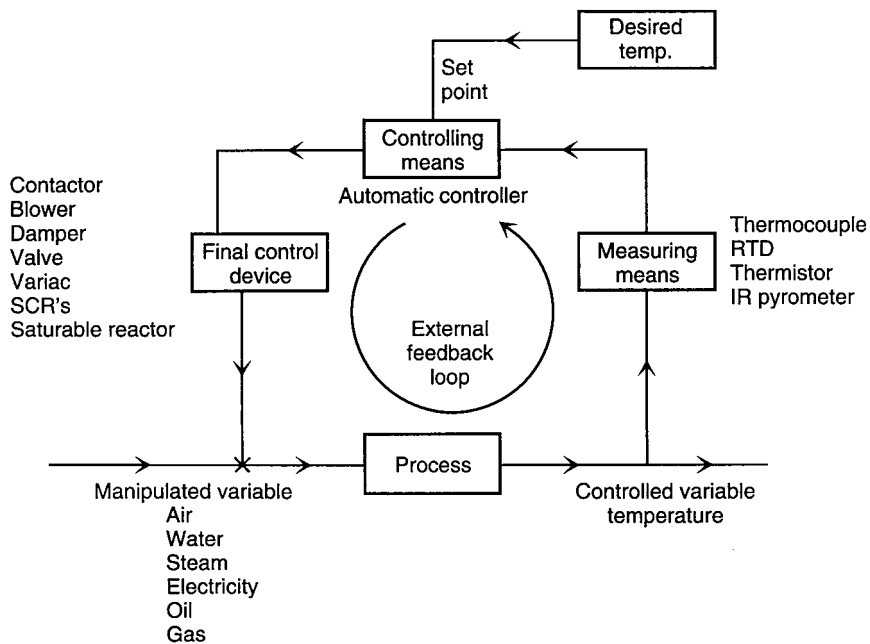 Desired
temp.
Set
point
Controlling
means
Automatic controller
Contactor
Blower
Damper
Valve
Variac
SCR's
Saturable reactor
Final control
device
Measuring
means
Thermocouple
RTD
Thermistor
IR pyrometer
External
feedback
loop
Process
Manipulated variable
Air
Water
Steam
Electricity
Oil
Gas
Controlled variable
temperature